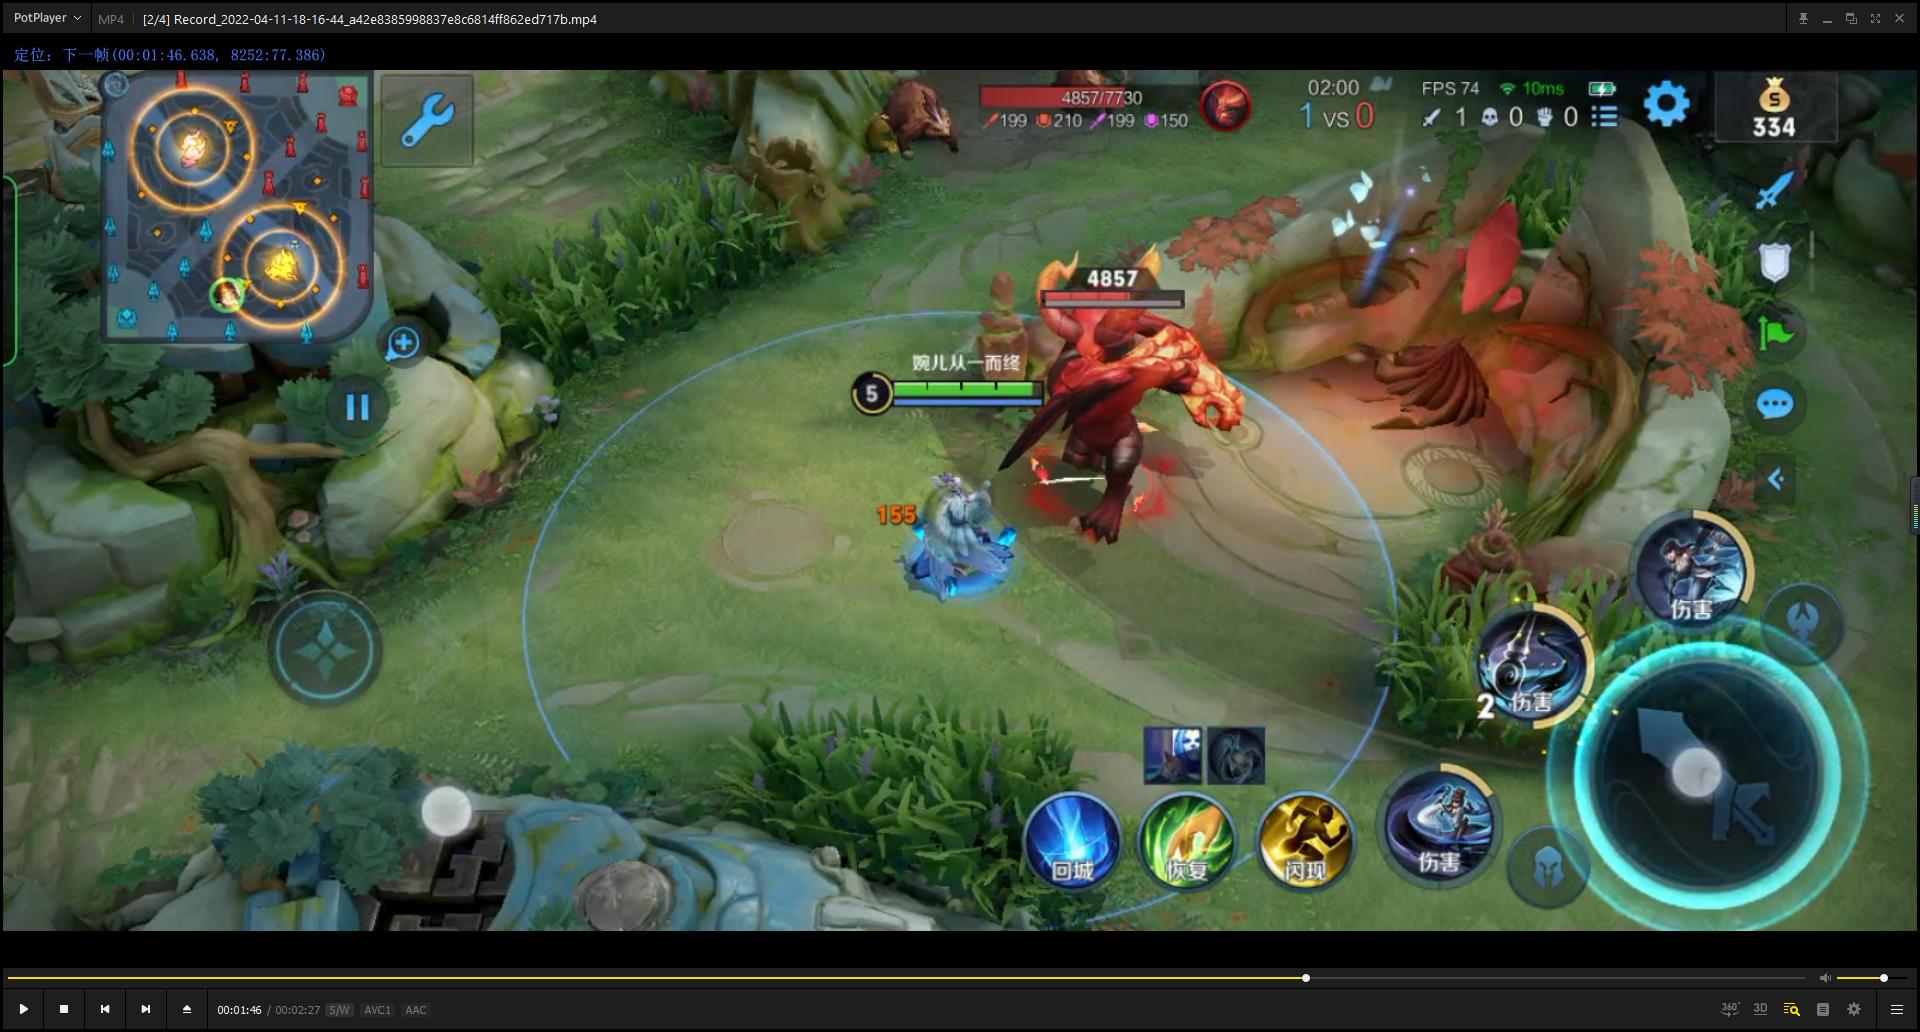 PotPlayer
MP4
[2/4] Record_2022-04-11-18-16-44_a42e8385998837e8c6814ff862ed717b.mp4
定位: 下一帧(00:01:46.638, 8252:77.386)
4857/7730
199 210 199 150
02:00
1 VS 0
FPS 74 10ms
1 0 0
334
4857
婉儿从一而终
5
155
伤害
2 伤害
伤害
回城
恢复
闪现
00:01:46 / 00:02:27 S/W AVC1 AAC
360° 3D